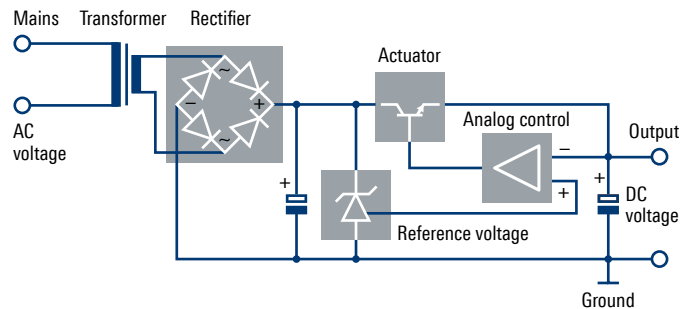 Mains
Transformer
Rectifier
Actuator
Analog control
Output
AC
voltage
~
−
+
~
+
−
+
+
DC
voltage
Reference voltage
Ground